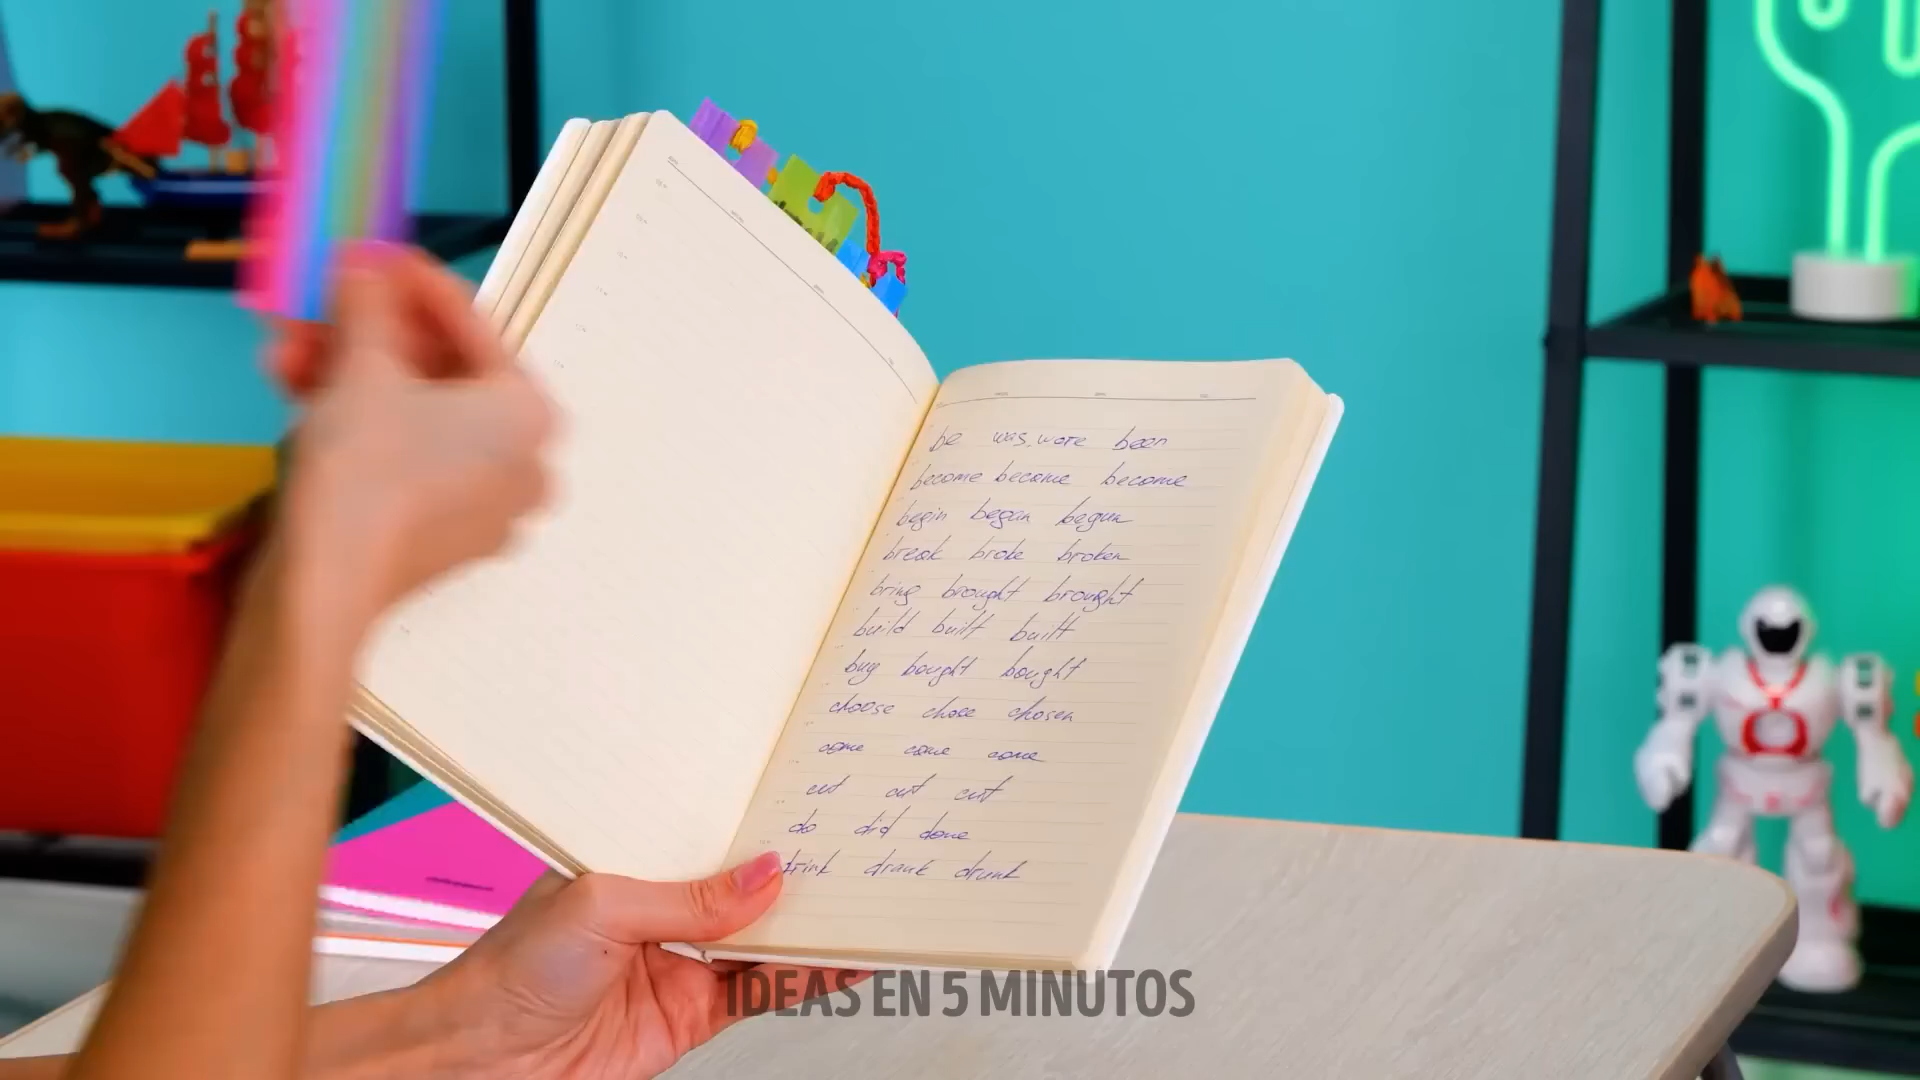 be was, were been
become became become
begin began begun
break broke broken
bring brought brought
build built built
buy bought bought
choose chose chosen
come came come
cut cut cut
do did done
drink drank drunk
IDEAS EN 5 MINUTOS